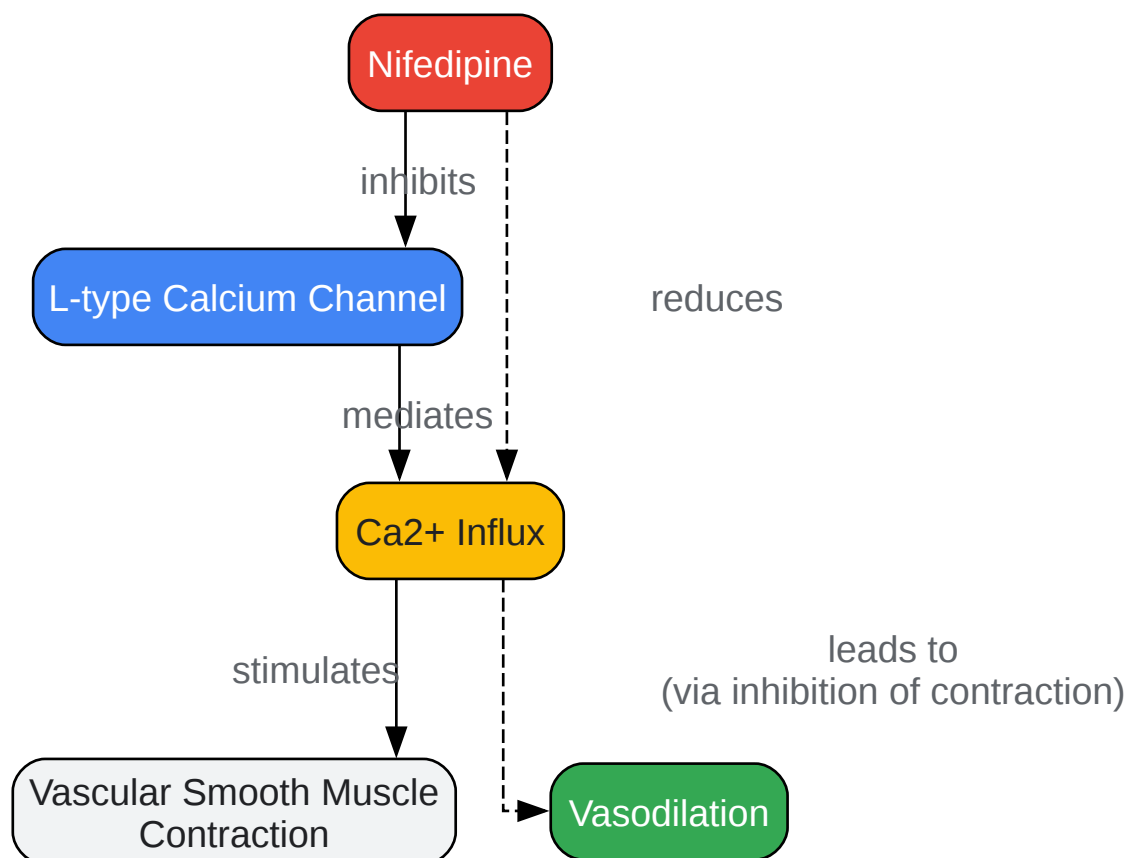 Nifedipine
inhibits
L-type Calcium Channel
reduces
mediates
Ca2+ Influx
stimulates
leads to
(via inhibition of contraction)
Vascular Smooth Muscle
Contraction
Vasodilation